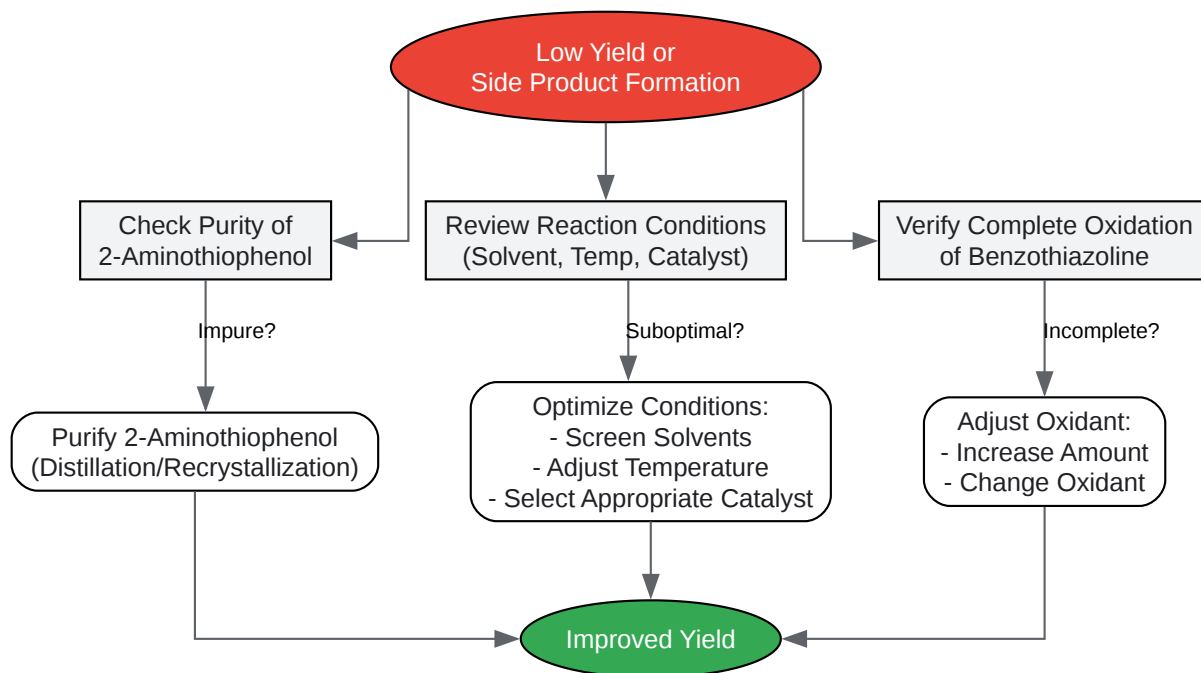 Low Yield or
Side Product Formation
Check Purity of
2-Aminothiophenol
Review Reaction Conditions
(Solvent, Temp, Catalyst)
Verify Complete Oxidation
of Benzothiazoline
Impure?
Suboptimal?
Incomplete?
Purify 2-Aminothiophenol
(Distillation/Recrystallization)
Optimize Conditions:
- Screen Solvents
- Adjust Temperature
- Select Appropriate Catalyst
Adjust Oxidant:
- Increase Amount
- Change Oxidant
Improved Yield